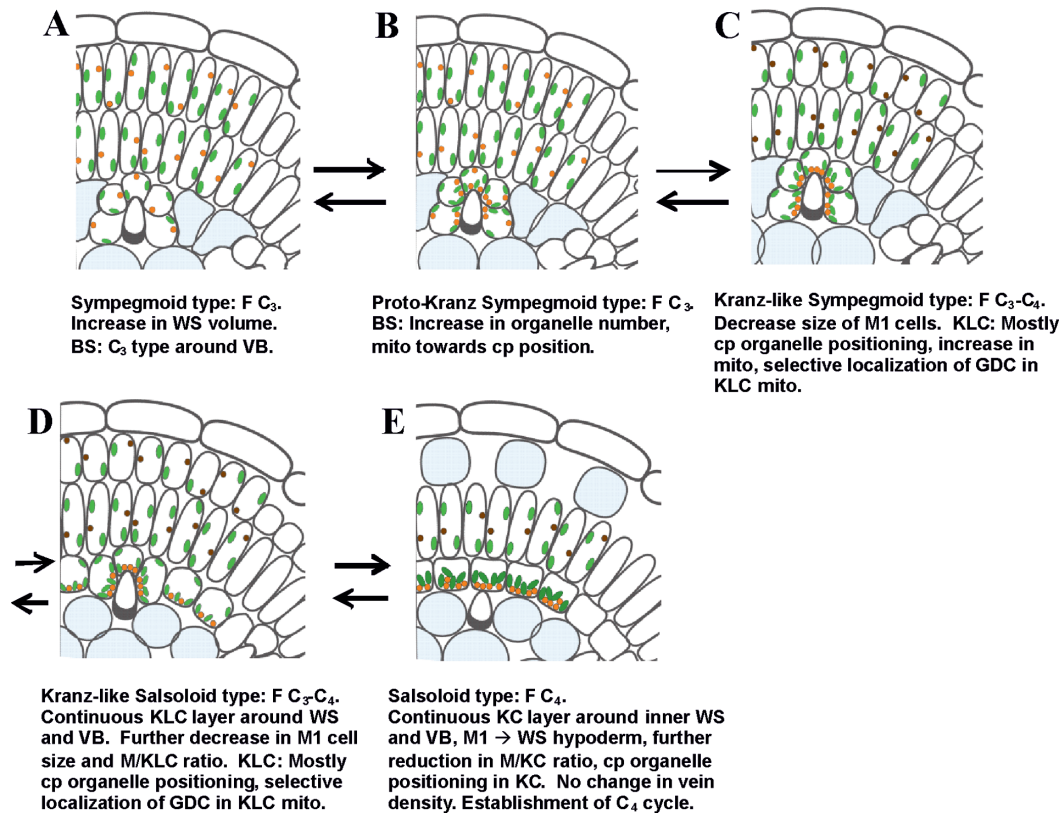 A
B
C
Sympegmoid type: F C₃.
Increase in WS volume.
BS: C₃ type around VB.
Proto-Kranz Sympegmoid type: F C₃.
BS: Increase in organelle number,
mito towards cp position.
Kranz-like Sympegmoid type: F C₃-C₄.
Decrease size of M1 cells. KLC: Mostly
cp organelle positioning, increase in
mito, selective localization of GDC in
KLC mito.
D
E
Kranz-like Salsoloid type: F C₃-C₄.
Continuous KLC layer around WS
and VB. Further decrease in M1 cell
size and M/KLC ratio. KLC: Mostly
cp organelle positioning, selective
localization of GDC in KLC mito.
Salsoloid type: F C₄.
Continuous KC layer around inner WS
and VB, M1 → WS hypoderm, further
reduction in M/KC ratio, cp organelle
positioning in KC. No change in vein
density. Establishment of C₄ cycle.